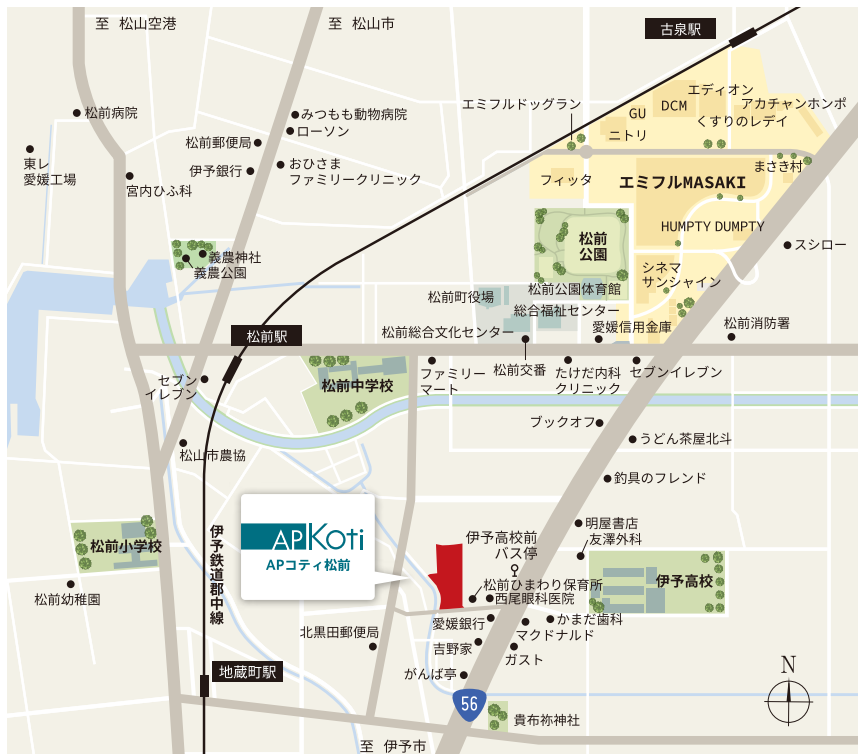 至 松山空港
至 松山市
古泉駅
松前病院
みつもも動物病院
ローソン
松前郵便局
伊予銀行
おひさま
ファミリークリニック
東レ
愛媛工場
宮内ひふ科
エミフルドッグラン
エディオン
DCM
GU
アカチャンホンポ
くすりのレデイ
ニトリ
まさき村
フィッタ
エミフルMASAKI
HUMPTY DUMPTY
スシロー
義農神社
義農公園
松前
公園
シネマ
サンシャイン
松前町役場
松前公園体育館
総合福祉センター
松前総合文化センター
愛媛信用金庫
松前消防署
松前駅
セブン
イレブン
松前中学校
ファミリー
マート
松前交番
たけだ内科
クリニック
セブンイレブン
ブックオフ
うどん茶屋北斗
松山市農協
釣具のフレンド
明屋書店
友澤外科
伊予高校前
バス停
松前小学校
伊予鉄道郡中線
AP Koti
APコティ松前
松前ひまわり保育所
西尾眼科医院
伊予高校
松前幼稚園
愛媛銀行
かまだ歯科
マクドナルド
北黒田郵便局
吉野家
ガスト
がんば亭
地蔵町駅
N
56
貴布祢神社
至 伊予市